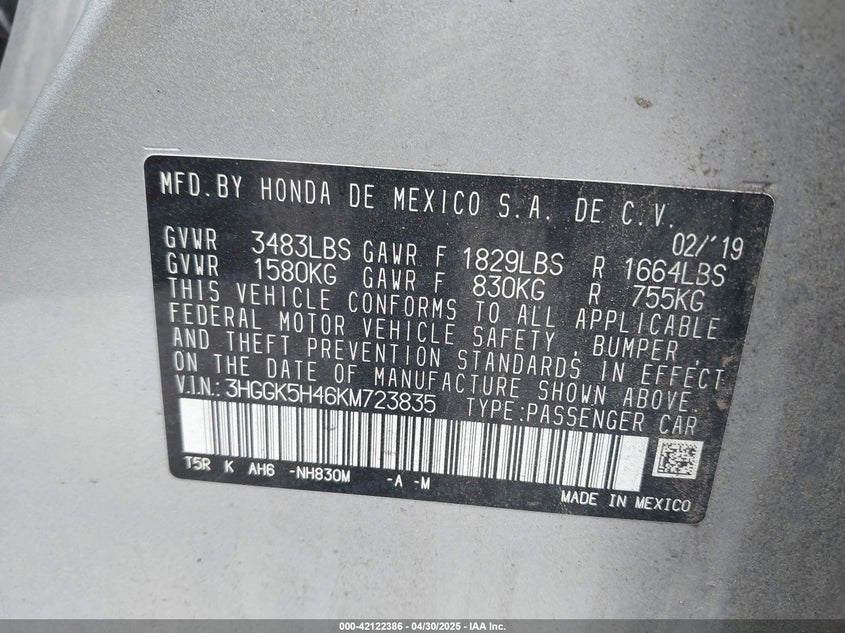 MFD.BY HONDA DE MEXICO S.A. DE C.V.
02/'19
GVWR 3483LBS GAWR F 1829LBS R 1664LBS
GVWR 1580KG GAWR F 830KG R 755KG
THIS VEHICLE CONFORMS TO ALL APPLICABLE
FEDERAL MOTOR VEHICLE SAFETY , BUMPER ,
AND THEFT PREVENTION STANDARDS IN EFFECT
ON THE DATE OF MANUFACTURE SHOWN ABOVE.
V.I.N.: 3HGGK5H46KM723835 TYPE:PASSENGER CAR
T5R K AH6 -NH830M -A -M
MADE IN MEXICO
000-42122386 - 04/30/2025 - IAA Inc.